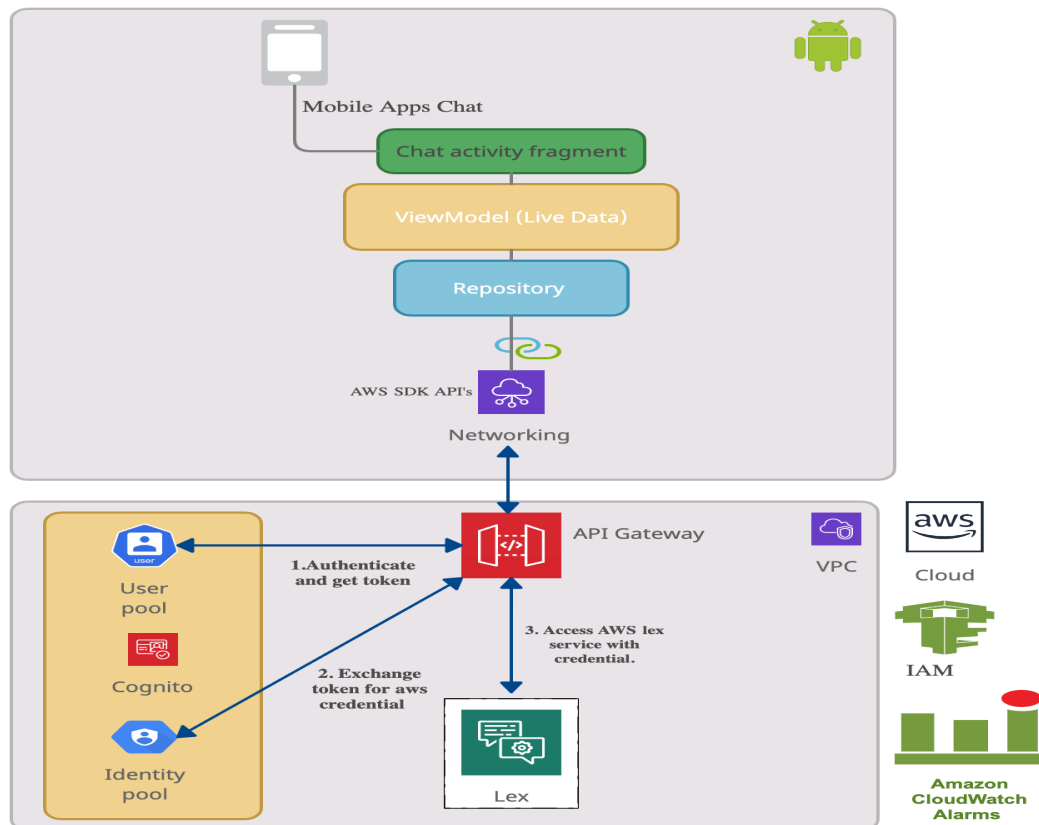 Mobile Apps Chat
Chat activity fragment
ViewModel (Live Data)
Repository
AWS SDK API's
Networking
user
User
pool
1.Authenticate
and get token
API Gateway
VPC
aws
Cloud
Cognito
2. Exchange
token for aws
credential
3. Access AWS lex
service with
credential.
IAM
Identity
pool
Lex
Amazon
CloudWatch
Alarms